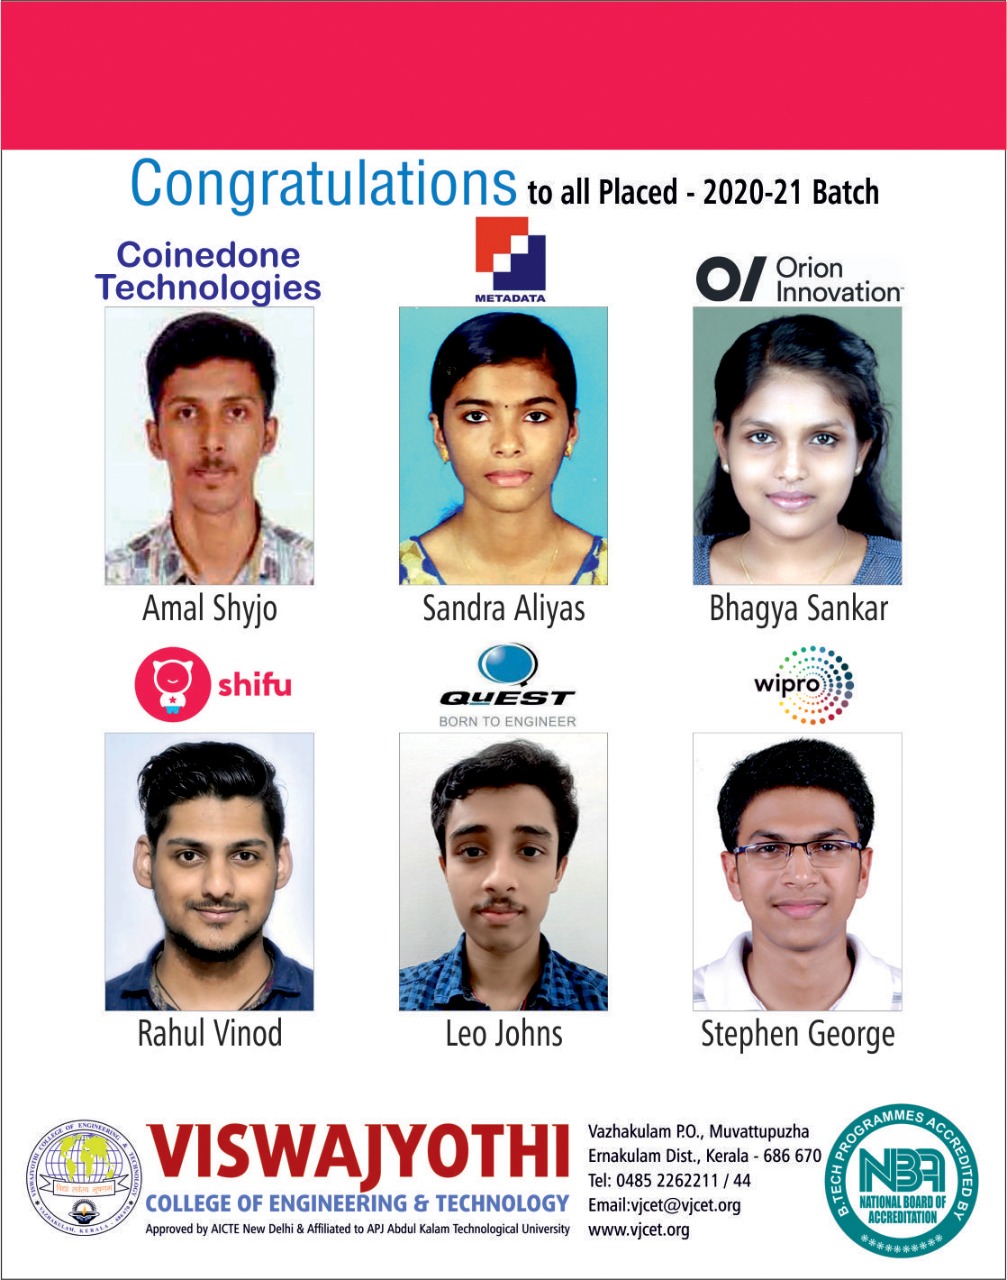 Congratulations to all Placed - 2020-21 Batch
Coinedone
Technologies
METADATA
Orion
Innovation
Amal Shyjo
Sandra Aliyas
Bhagya Sankar
shifu
QuEST
BORN TO ENGINEER
wipro
Rahul Vinod
Leo Johns
Stephen George
VISWAJYOTHI COLLEGE OF ENGINEERING & TECHNOLOGY
VAZHAKULAM, KERALA - 686670
VISWAJYOTHI
COLLEGE OF ENGINEERING & TECHNOLOGY
Approved by AICTE New Delhi & Affiliated to APJ Abdul Kalam Technological University
Vazhakulam P.O., Muvattupuzha
Ernakulam Dist., Kerala - 686 670
Tel: 0485 2262211 / 44
Email:vjcet@vjcet.org
www.vjcet.org
B.TECH PROGRAMMES ACCREDITED BY
NBA
NATIONAL BOARD OF
ACCREDITATION